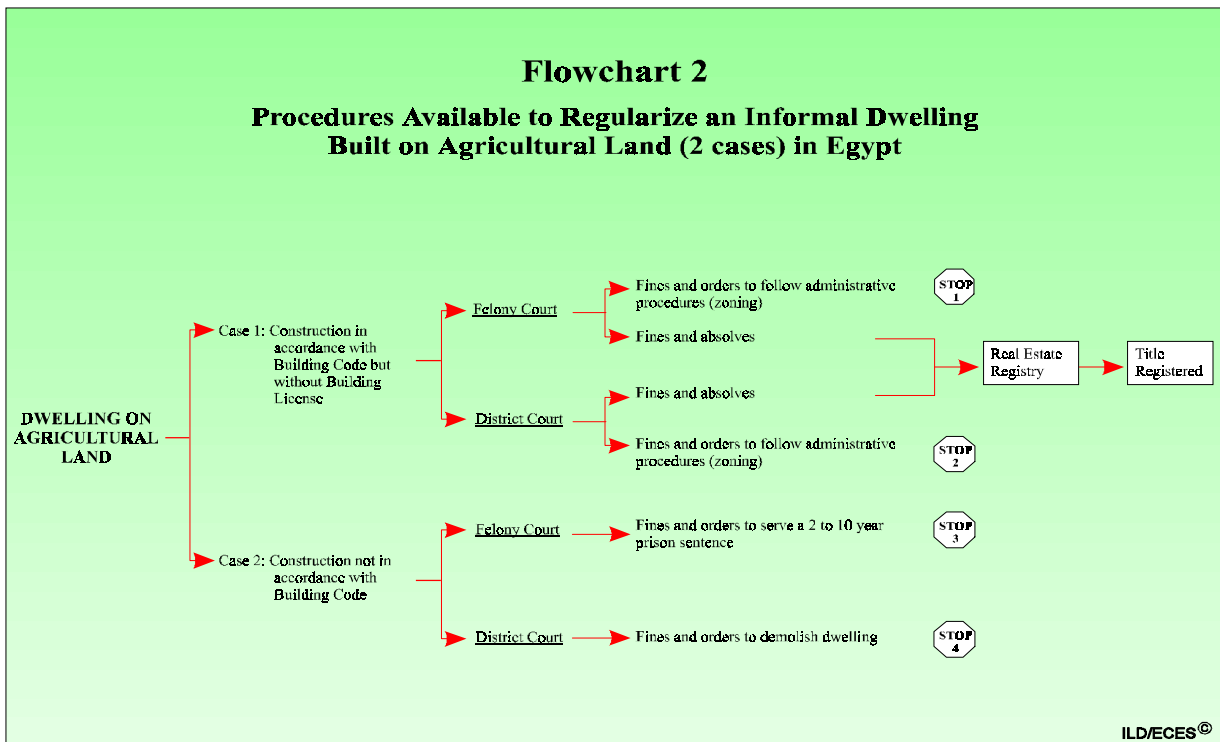 Flowchart 2
Procedures Available to Regularize an Informal Dwelling
Built on Agricultural Land (2 cases) in Egypt
DWELLING ON
AGRICULTURAL
LAND
Case 1: Construction in
accordance with
Building Code but
without Building
License
Felony Court
Fines and orders to follow administrative
procedures (zoning)
STOP
1
Fines and absolves
District Court
Fines and absolves
Fines and orders to follow administrative
procedures (zoning)
STOP
2
Real Estate
Registry
Title
Registered
Case 2: Construction not in
accordance with
Building Code
Felony Court
Fines and orders to serve a 2 to 10 year
prison sentence
STOP
3
District Court
Fines and orders to demolish dwelling
STOP
4
ILD/ECES©